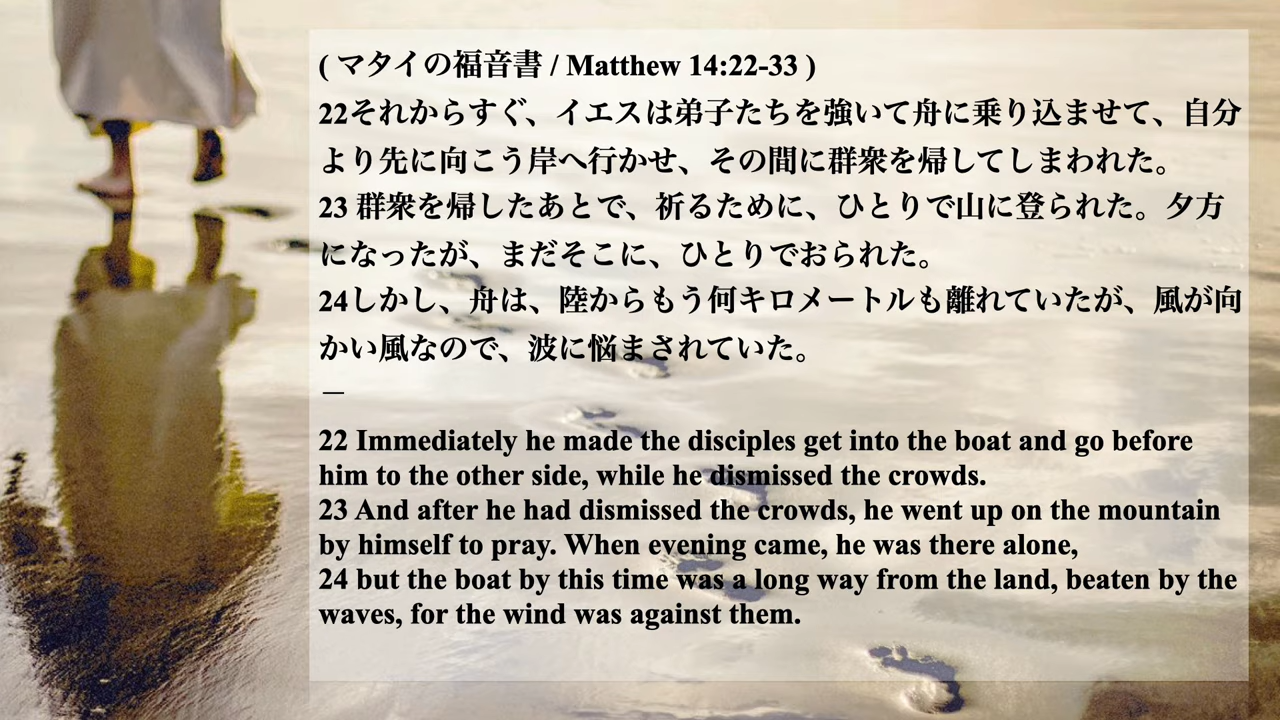 ( マタイの福音書 / Matthew 14:22-33 )
22それからすぐ、イエスは弟子たちを強いて舟に乗り込ませて、自分
より先に向こう岸へ行かせ、その間に群衆を帰してしまわれた。
23 群衆を帰したあとで、祈るために、ひとりで山に登られた。夕方
になったが、まだそこに、ひとりでおられた。
24しかし、舟は、陸からもう何キロメートルも離れていたが、風が向
かい風なので、波に悩まされていた。
—
22 Immediately he made the disciples get into the boat and go before
him to the other side, while he dismissed the crowds.
23 And after he had dismissed the crowds, he went up on the mountain
by himself to pray. When evening came, he was there alone,
24 but the boat by this time was a long way from the land, beaten by the
waves, for the wind was against them.